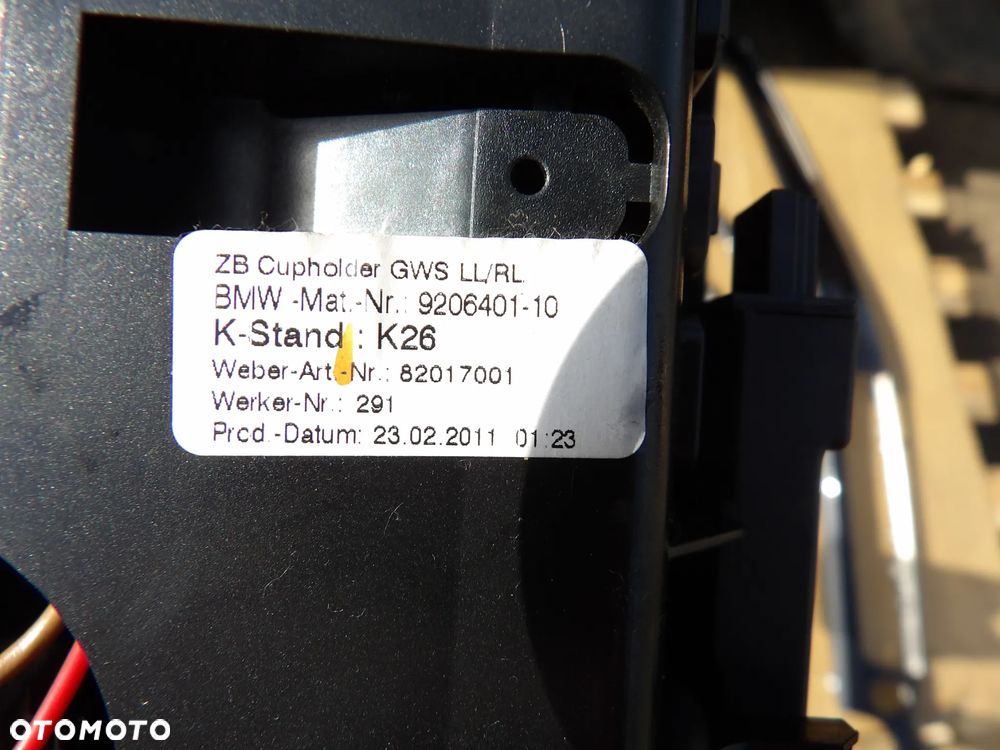 ZB Cupholder GWS LL/RL
BMW -Mat.-Nr.: 9206401-10
K-Stand : K26
Weber-Art.-Nr.: 82017001
Werker-Nr.: 291
Prod.-Datum: 23.02.2011 01:23
OTOMOTO